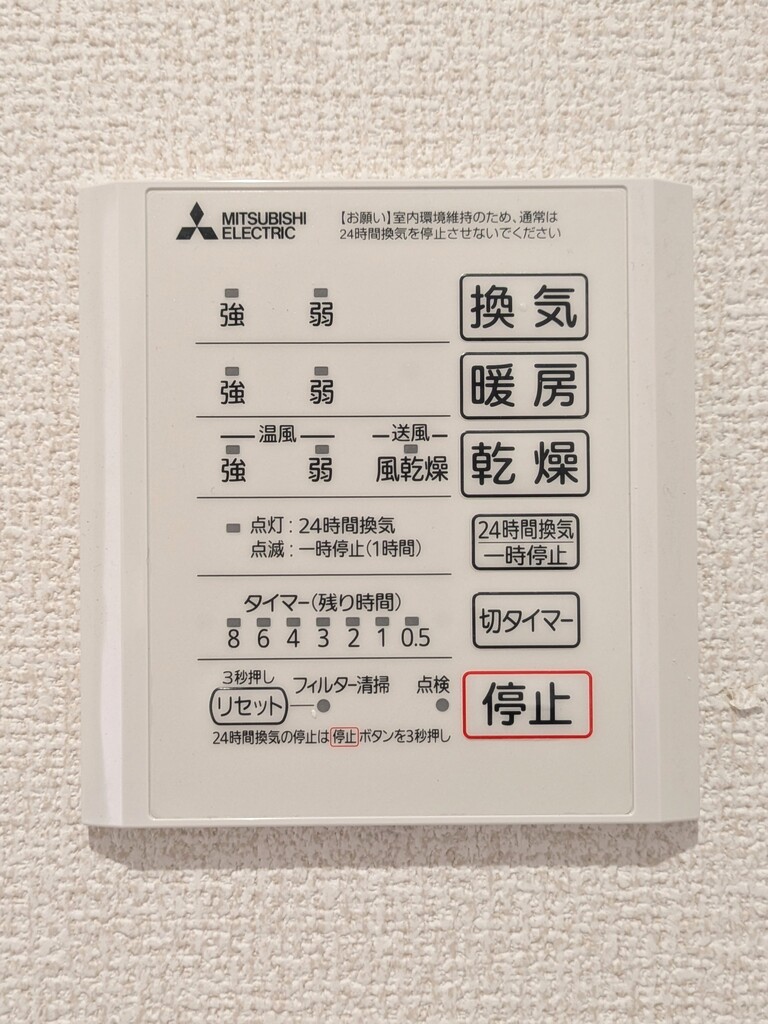 MITSUBISHI
ELECTRIC
【お願い】室内環境維持のため、通常は
24時間換気を停止させないでください
強 弱 換気
強 弱 暖房
温風 送風
強 弱 風乾燥 乾燥
点灯：24時間換気
点滅：一時停止(1時間)
24時間換気
一時停止
タイマー(残り時間)
8 6 4 3 2 1 0.5
切タイマー
3秒押し
リセット フィルター清掃 点検
停止
24時間換気の停止は停止ボタンを3秒押し